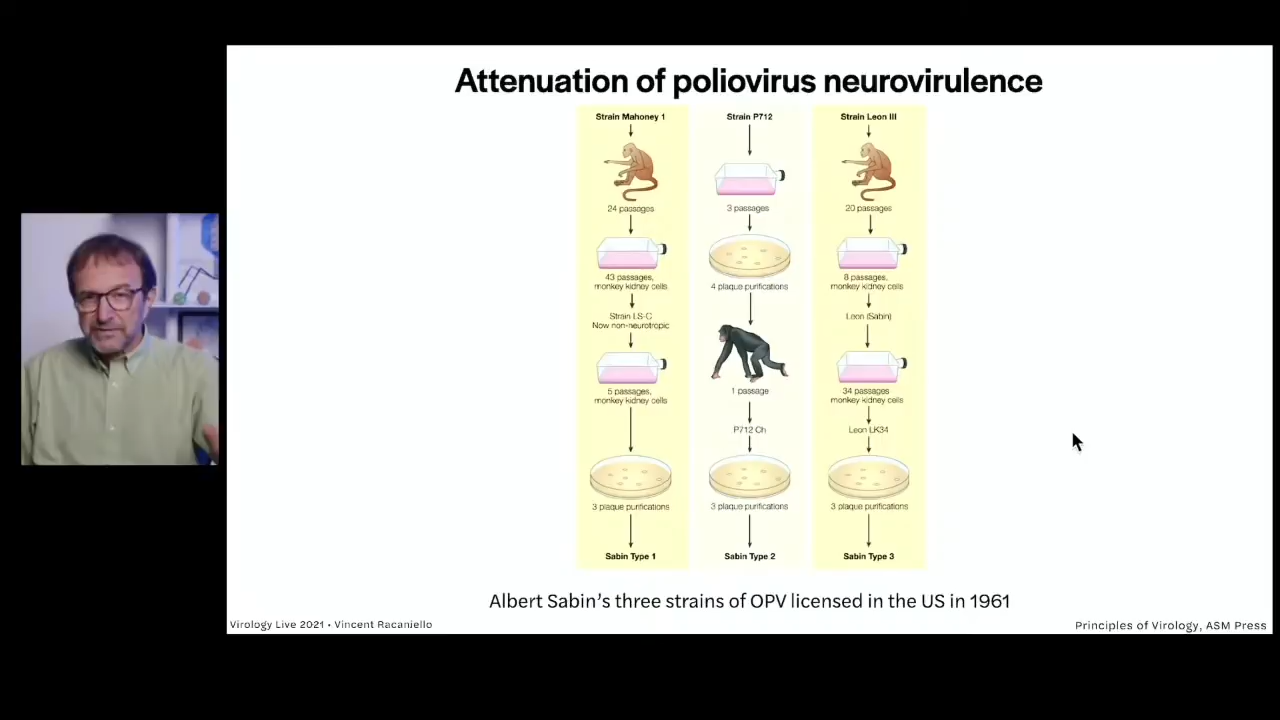 Attenuation of poliovirus neurovirulence
Strain Mahoney 1
24 passages
43 passages,
monkey kidney cells
Strain LS-C
Now non-neurotropic
5 passages,
monkey kidney cells
3 plaque purifications
Sabin Type 1
Strain P712
3 passages
4 plaque purifications
1 passage
P712 Ch
3 plaque purifications
Sabin Type 2
Strain Leon III
20 passages
8 passages,
monkey kidney cells
Leon (Sabin)
34 passages
monkey kidney cells
Leon LK34
3 plaque purifications
Sabin Type 3
Albert Sabin’s three strains of OPV licensed in the US in 1961
Virology Live 2021 • Vincent Racaniello
Principles of Virology, ASM Press